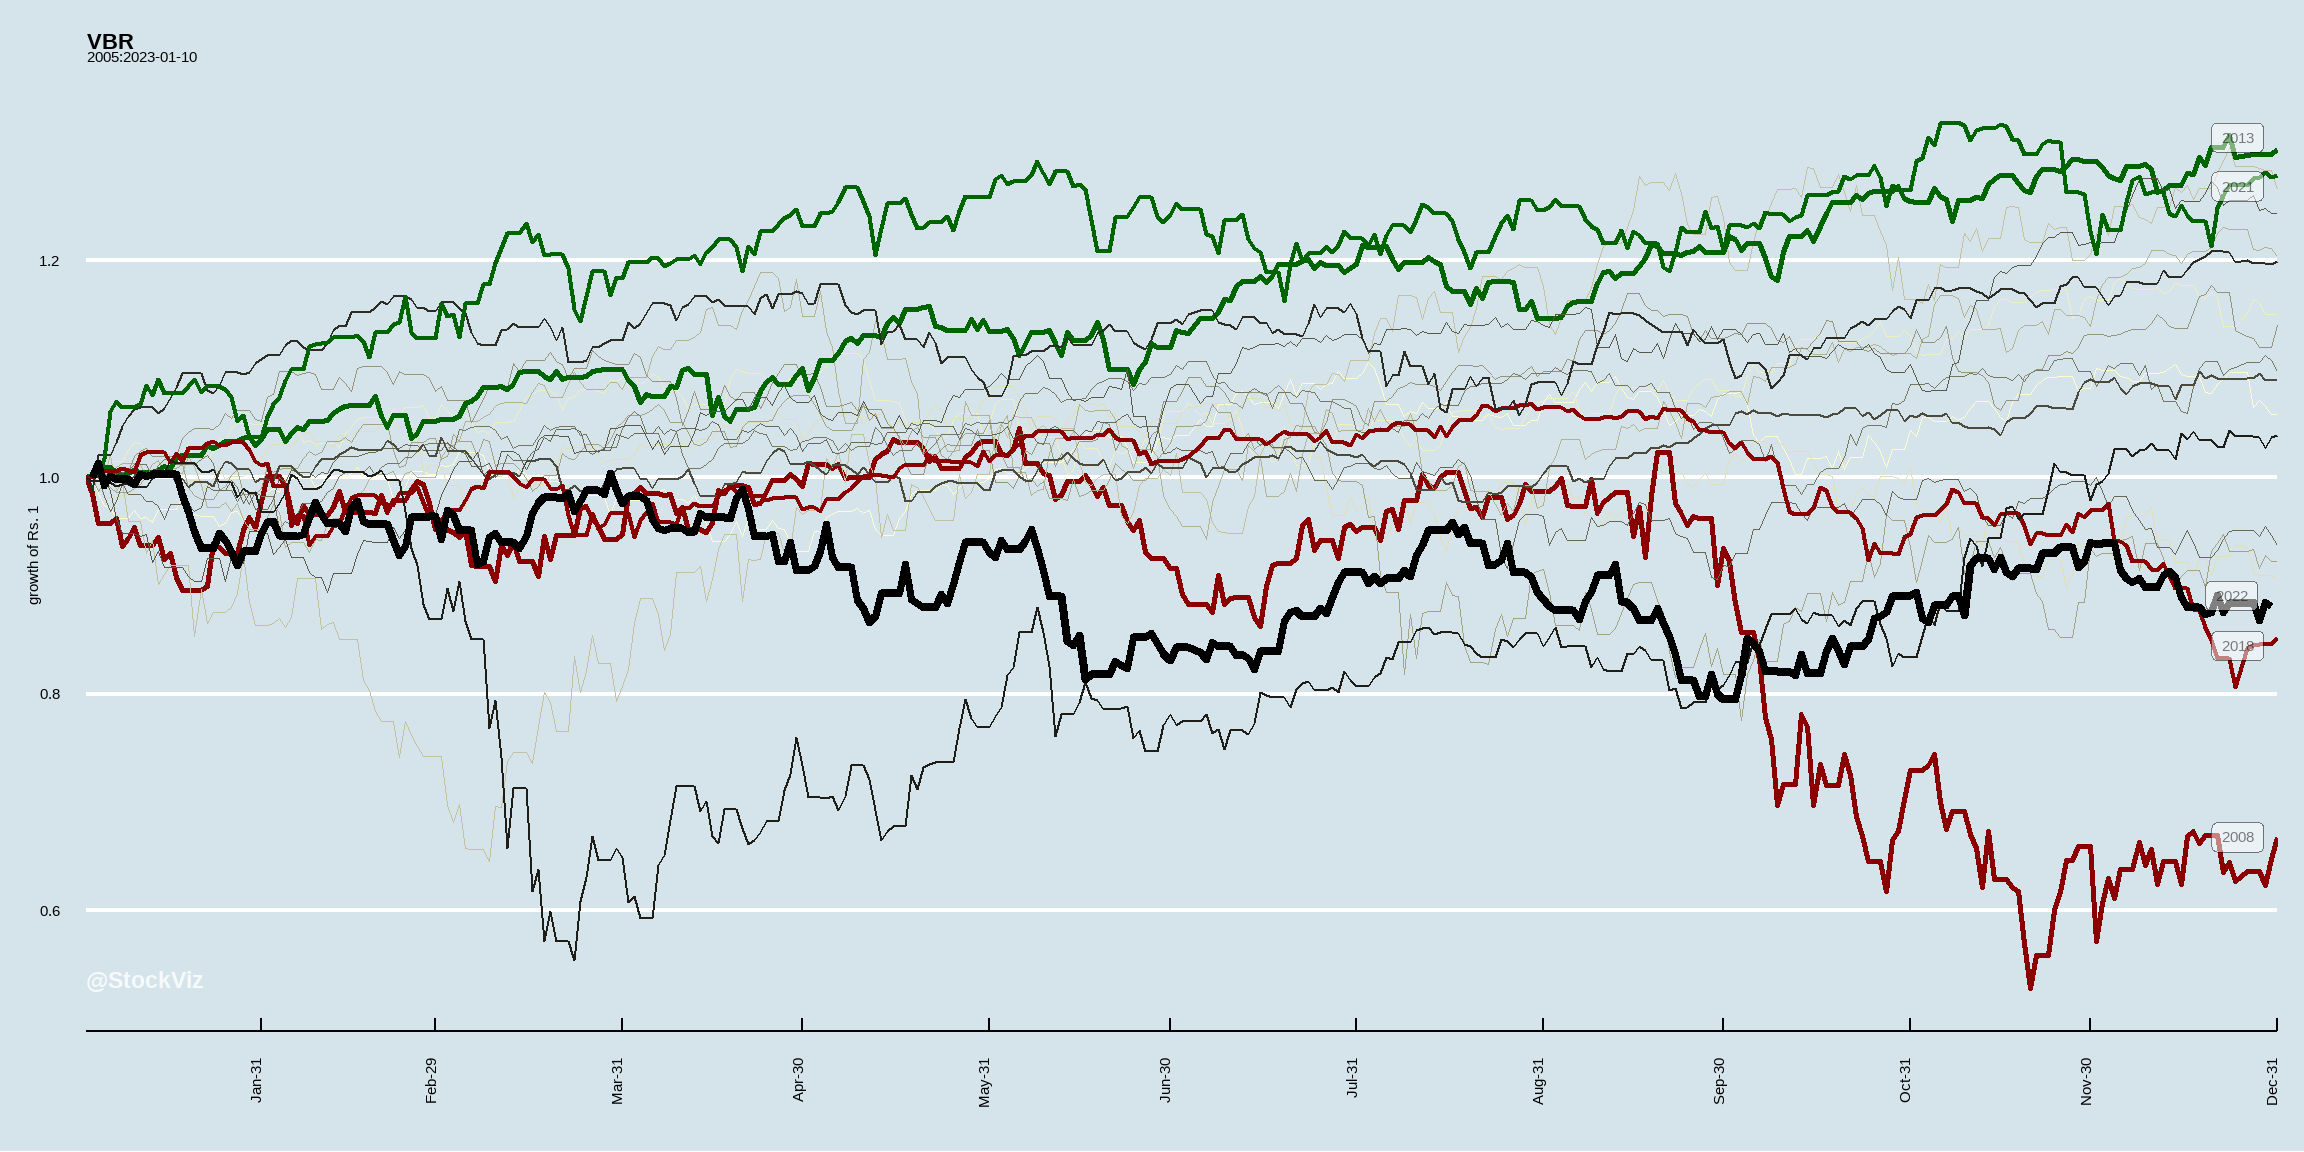 VBR
2005:2023-01-10
growth of Rs. 1
1.2
1.0
0.8
0.6
2013
2021
2022
2018
2008
@StockViz
Jan-31
Feb-29
Mar-31
Apr-30
May-31
Jun-30
Jul-31
Aug-31
Sep-30
Oct-31
Nov-30
Dec-31